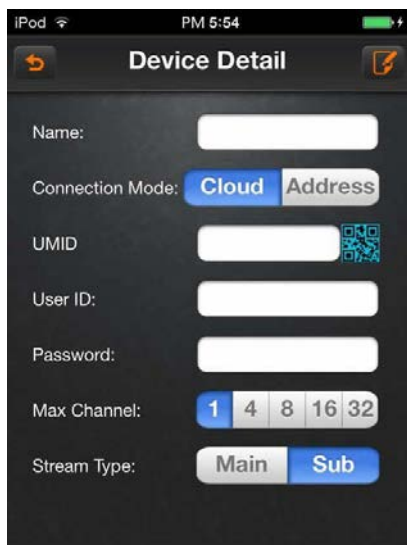 iPod PM 5:54
Device Detail
Name:
Connection Mode: Cloud Address
UMID
User ID:
Password:
Max Channel: 1 4 8 16 32
Stream Type: Main Sub